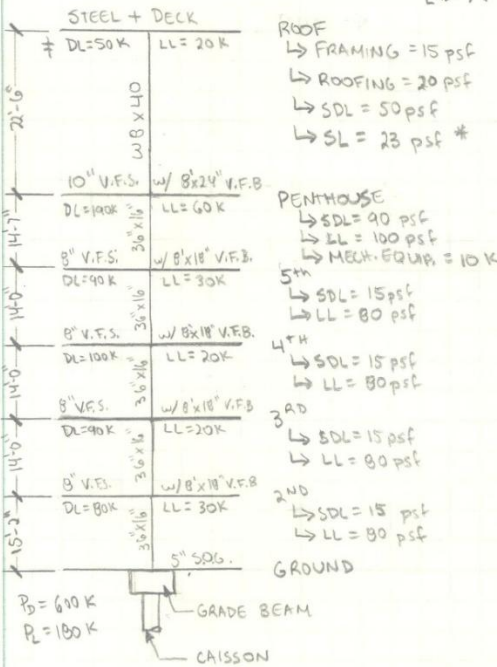 STEEL + DECK
DL=50K LL=20K
22'-6"
W8x40
10" V.F.S. w/ 8"x24" V.F.B
DL=190K LL=60K
14'-7"
36"x16"
8" V.F.S. w/ 8"x18" V.F.B.
DL=90K LL=30K
14'-0"
36"x16"
8" V.F.S. w/ 8"x18" V.F.B.
DL=100K LL=20K
14'-0"
36"x16"
8" V.F.S. w/ 8"x18" V.F.B
DL=90K LL=20K
14'-0"
36"x16"
8" V.F.S. w/ 8"x18" V.F.B
DL=80K LL=30K
15'-2"
36"x16"
5" S.O.G.
PD = 600 K
PL = 180 K
GRADE BEAM
CAISSON
ROOF
↳ FRAMING = 15 psf
↳ ROOFING = 20 psf
↳ SDL = 50 psf
↳ SL = 23 psf *
PENTHOUSE
↳ SDL = 90 psf
↳ LL = 100 psf
↳ MECH. EQUIP. = 10 K
5th
↳ SDL = 15 psf
↳ LL = 80 psf
4TH
↳ SDL = 15 psf
↳ LL = 80 psf
3RD
↳ SDL = 15 psf
↳ LL = 80 psf
2ND
↳ SDL = 15 psf
↳ LL = 80 psf
GROUND